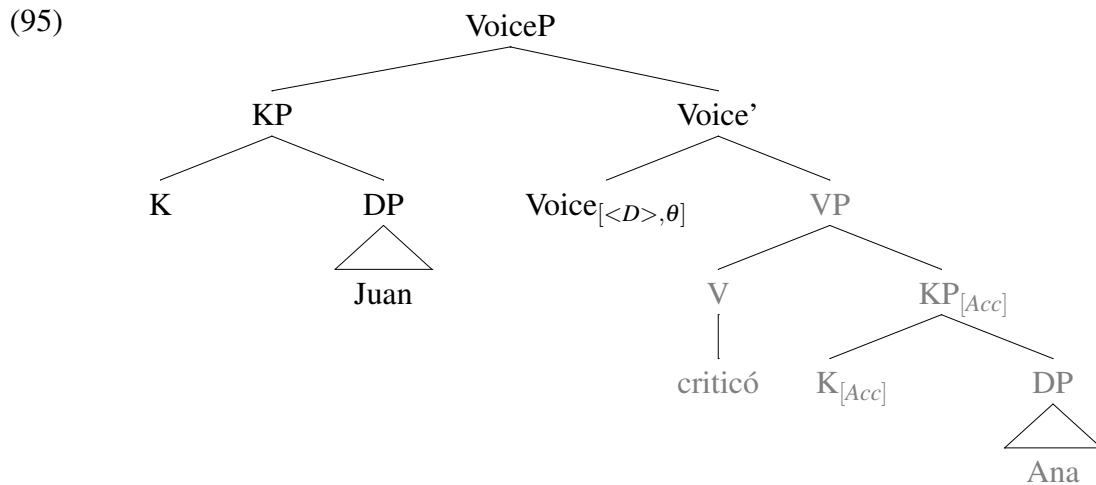 (95) VoiceP
KP Voice’
K DP Voice[<D>,θ] VP
Juan V KP[Acc]
criticó K[Acc] DP
Ana